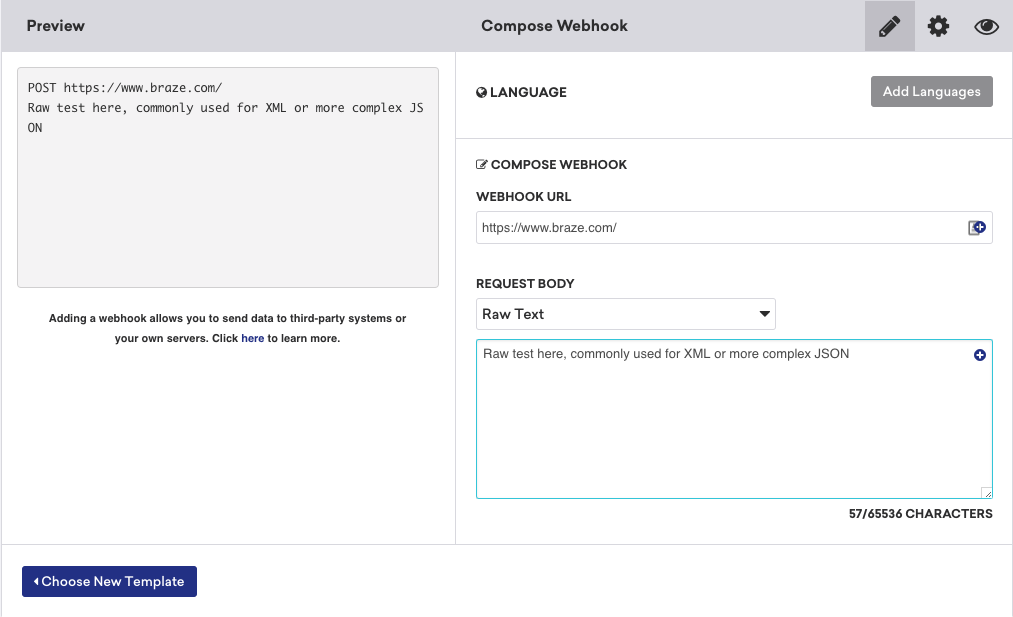 Preview
Compose Webhook
POST https://www.braze.com/
Raw test here, commonly used for XML or more complex JS
ON
Adding a webhook allows you to send data to third-party systems or
your own servers. Click here to learn more.
LANGUAGE
Add Languages
COMPOSE WEBHOOK
WEBHOOK URL
https://www.braze.com/
REQUEST BODY
Raw Text
Raw test here, commonly used for XML or more complex JSON
57/65536 CHARACTERS
Choose New Template